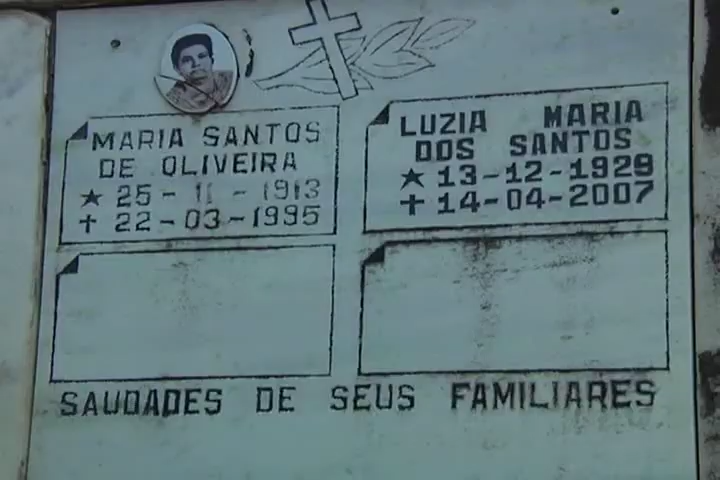 MARIA SANTOS
DE OLIVEIRA
★ 25 - 11 - 1913
✝ 22 - 03 - 1995
LUZIA MARIA
DOS SANTOS
★ 13 - 12 - 1929
✝ 14 - 04 - 2007
SAUDADES DE SEUS FAMILIARES